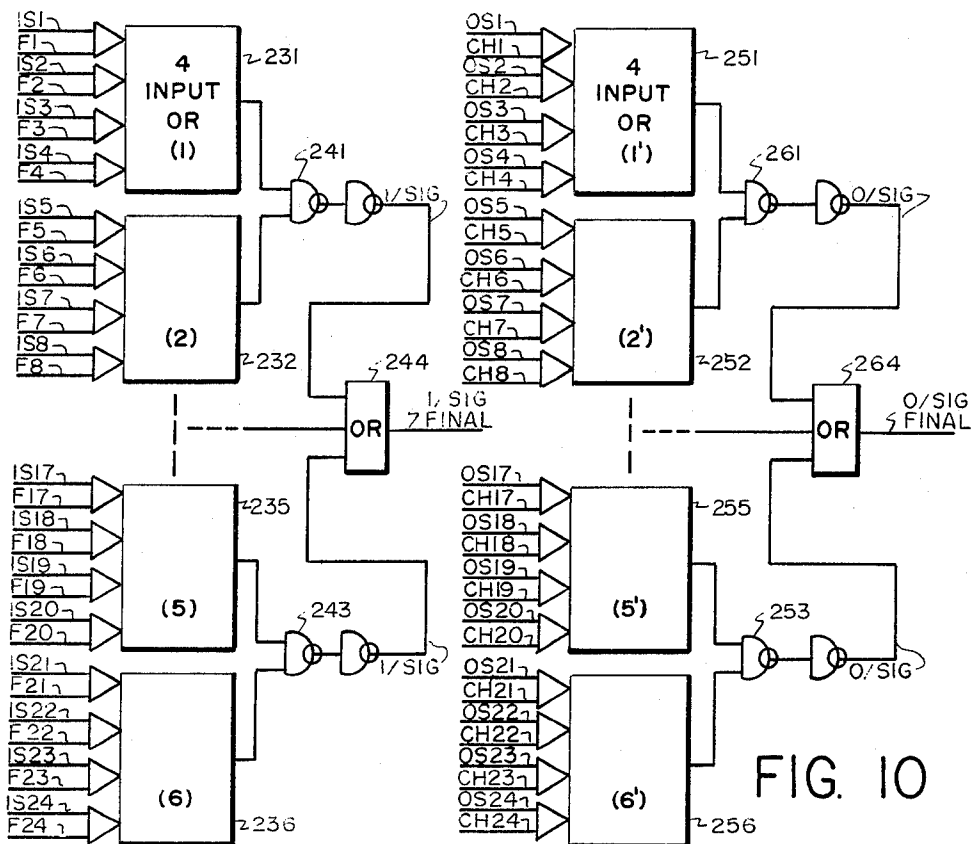 IS1
F1
IS2
F2
IS3
F3
IS4
F4
4
INPUT
OR
(1)
231
IS5
F5
IS6
F6
IS7
F7
IS8
F8
(2)
232
241
1/SIG
244
OR
1/SIG
FINAL
IS17
F17
IS18
F18
IS19
F19
IS20
F20
(5)
235
IS21
F21
IS22
F22
IS23
F23
IS24
F24
(6)
236
243
1/SIG
OS1
CH1
OS2
CH2
OS3
CH3
OS4
CH4
4
INPUT
OR
(1')
251
OS5
CH5
OS6
CH6
OS7
CH7
OS8
CH8
(2')
252
261
0/SIG
264
OR
0/SIG
FINAL
OS17
CH17
OS18
CH18
OS19
CH19
OS20
CH20
(5')
255
OS21
CH21
OS22
CH22
OS23
CH23
OS24
CH24
(6')
256
253
0/SIG
FIG. 10